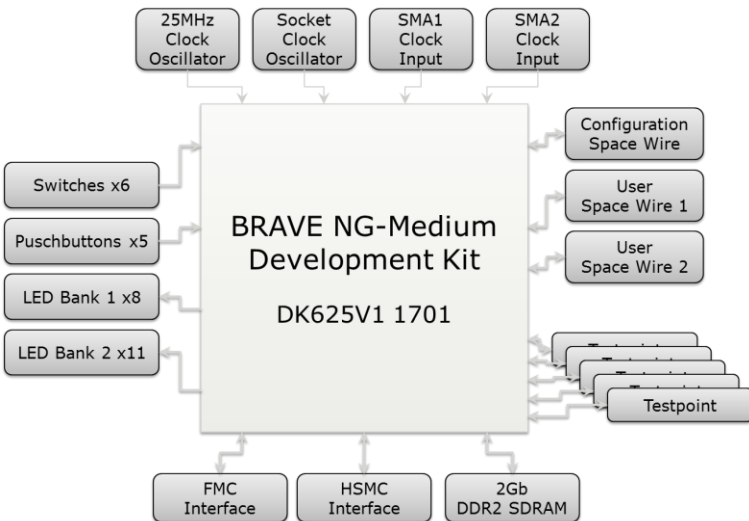 25MHz
Clock
Oscillator
Socket
Clock
Oscillator
SMA1
Clock
Input
SMA2
Clock
Input
Configuration
Space Wire
Switches x6
User
Space Wire 1
Puschbuttons x5
BRAVE NG-Medium
Development Kit
User
Space Wire 2
LED Bank 1 x8
DK625V1 1701
LED Bank 2 x11
Testpoint
FMC
Interface
HSMC
Interface
2Gb
DDR2 SDRAM